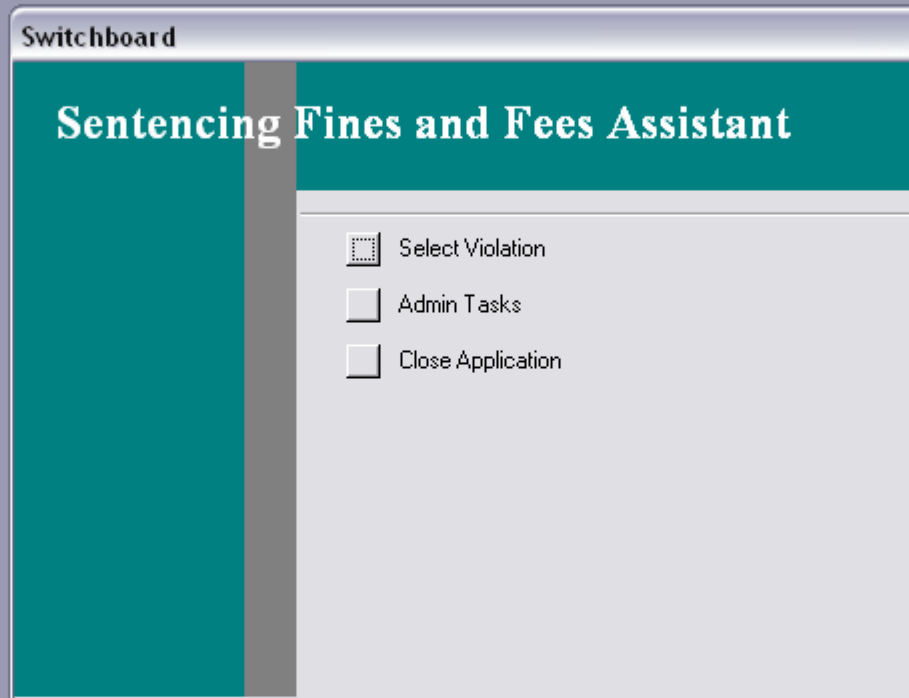 Switchboard
Sentencing Fines and Fees Assistant
Select Violation
Admin Tasks
Close Application